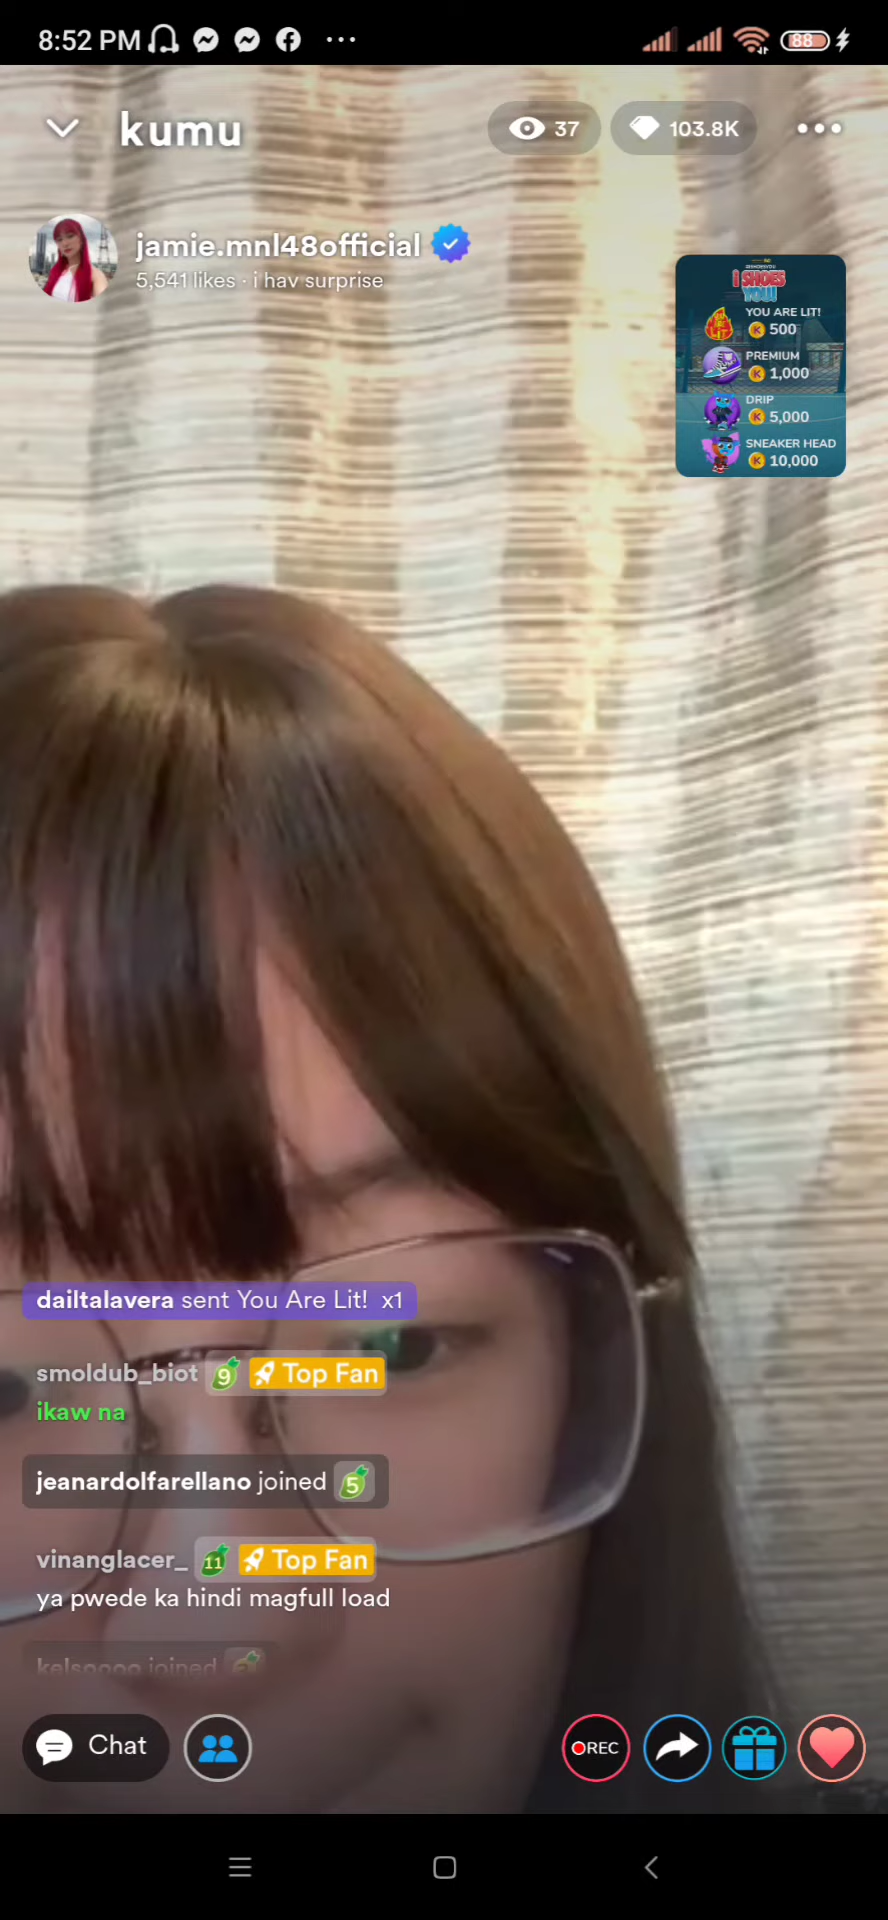 8:52 PM
88
kumu
37
103.8K
jamie.mnl48official
5,541 likes · i hav surprise
I SHOES
YOU!
YOU ARE LIT!
500
PREMIUM
1,000
DRIP
5,000
SNEAKER HEAD
10,000
dailtalavera sent You Are Lit! x1
smoldub_biot 9 Top Fan
ikaw na
jeanardolfarellano joined 5
vinanglacer_ 11 Top Fan
ya pwede ka hindi magfull load
kelsoooo joined
Chat
REC